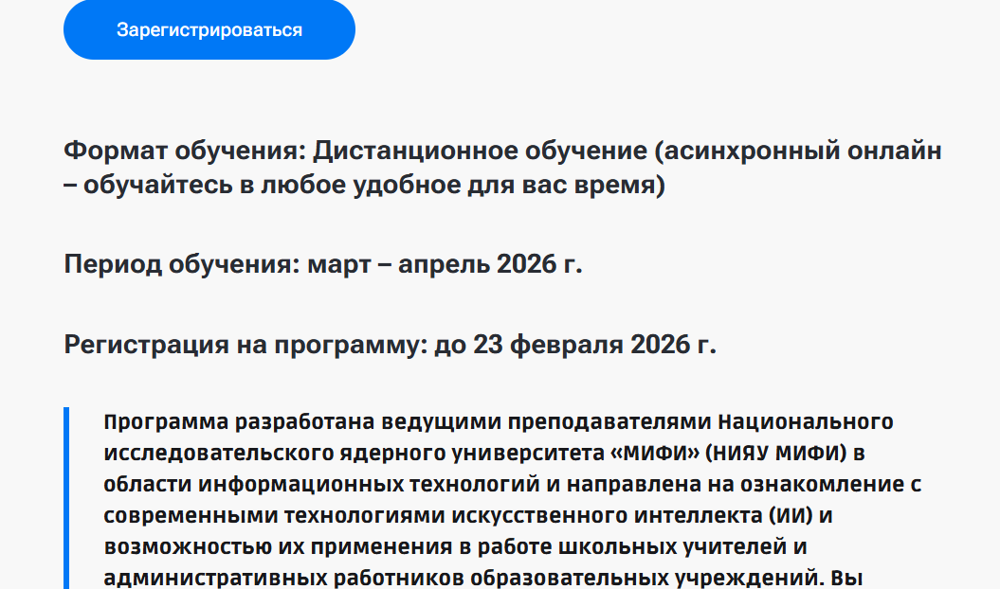 Зарегистрироваться
Формат обучения: Дистанционное обучение (асинхронный онлайн
– обучайтесь в любое удобное для вас время)
Период обучения: март – апрель 2026 г.
Регистрация на программу: до 23 февраля 2026 г.
Программа разработана ведущими преподавателями Национального
исследовательского ядерного университета «МИФИ» (НИЯУ МИФИ) в
области информационных технологий и направлена на ознакомление с
современными технологиями искусственного интеллекта (ИИ) и
возможностью их применения в работе школьных учителей и
административных работников образовательных учреждений. Вы